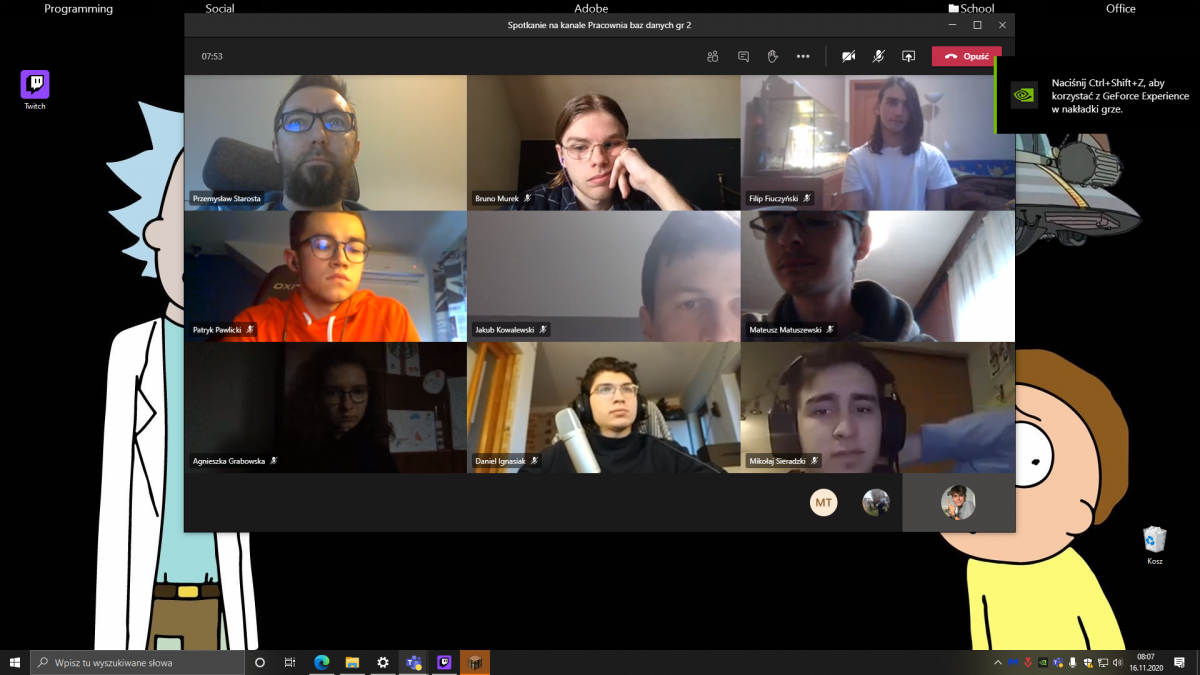 Programming
Social
Adobe
School
Office
Spotkanie na kanale Pracownia baz danych gr 2
07:53
Opuść
Naciśnij Ctrl+Shift+Z, aby
korzystać z GeForce Experience
w nakładki grze.
Twitch
Przemysław Starosta
Bruno Murek
Filip Fiuczyński
DXR
Patryk Pawlicki
Jakub Kowalewski
Mateusz Matuszewski
Agnieszka Grabowska
Daniel Ignasiak
Mikołaj Sieradzki
MT
Kosz
Wpisz tu wyszukiwane słowa
08:07
16.11.2020